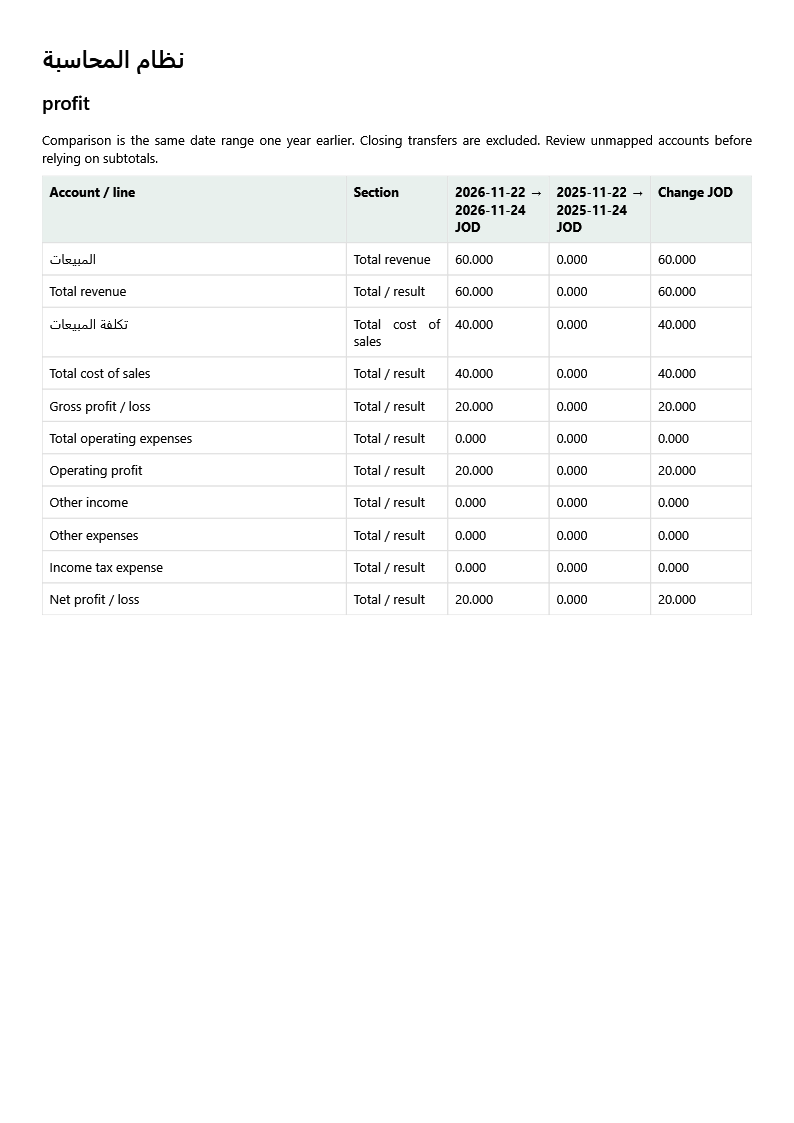 نظام المحاسبة
profit
Comparison is the same date range one year earlier. Closing transfers are excluded. Review unmapped accounts before
relying on subtotals.
Account / line Section 2026-11-22 → 2026-11-24 JOD 2025-11-22 → 2025-11-24 JOD Change JOD
المبيعات Total revenue 60.000 0.000 60.000
Total revenue Total / result 60.000 0.000 60.000
تكلفة المبيعات Total cost of sales 40.000 0.000 40.000
Total cost of sales Total / result 40.000 0.000 40.000
Gross profit / loss Total / result 20.000 0.000 20.000
Total operating expenses Total / result 0.000 0.000 0.000
Operating profit Total / result 20.000 0.000 20.000
Other income Total / result 0.000 0.000 0.000
Other expenses Total / result 0.000 0.000 0.000
Income tax expense Total / result 0.000 0.000 0.000
Net profit / loss Total / result 20.000 0.000 20.000